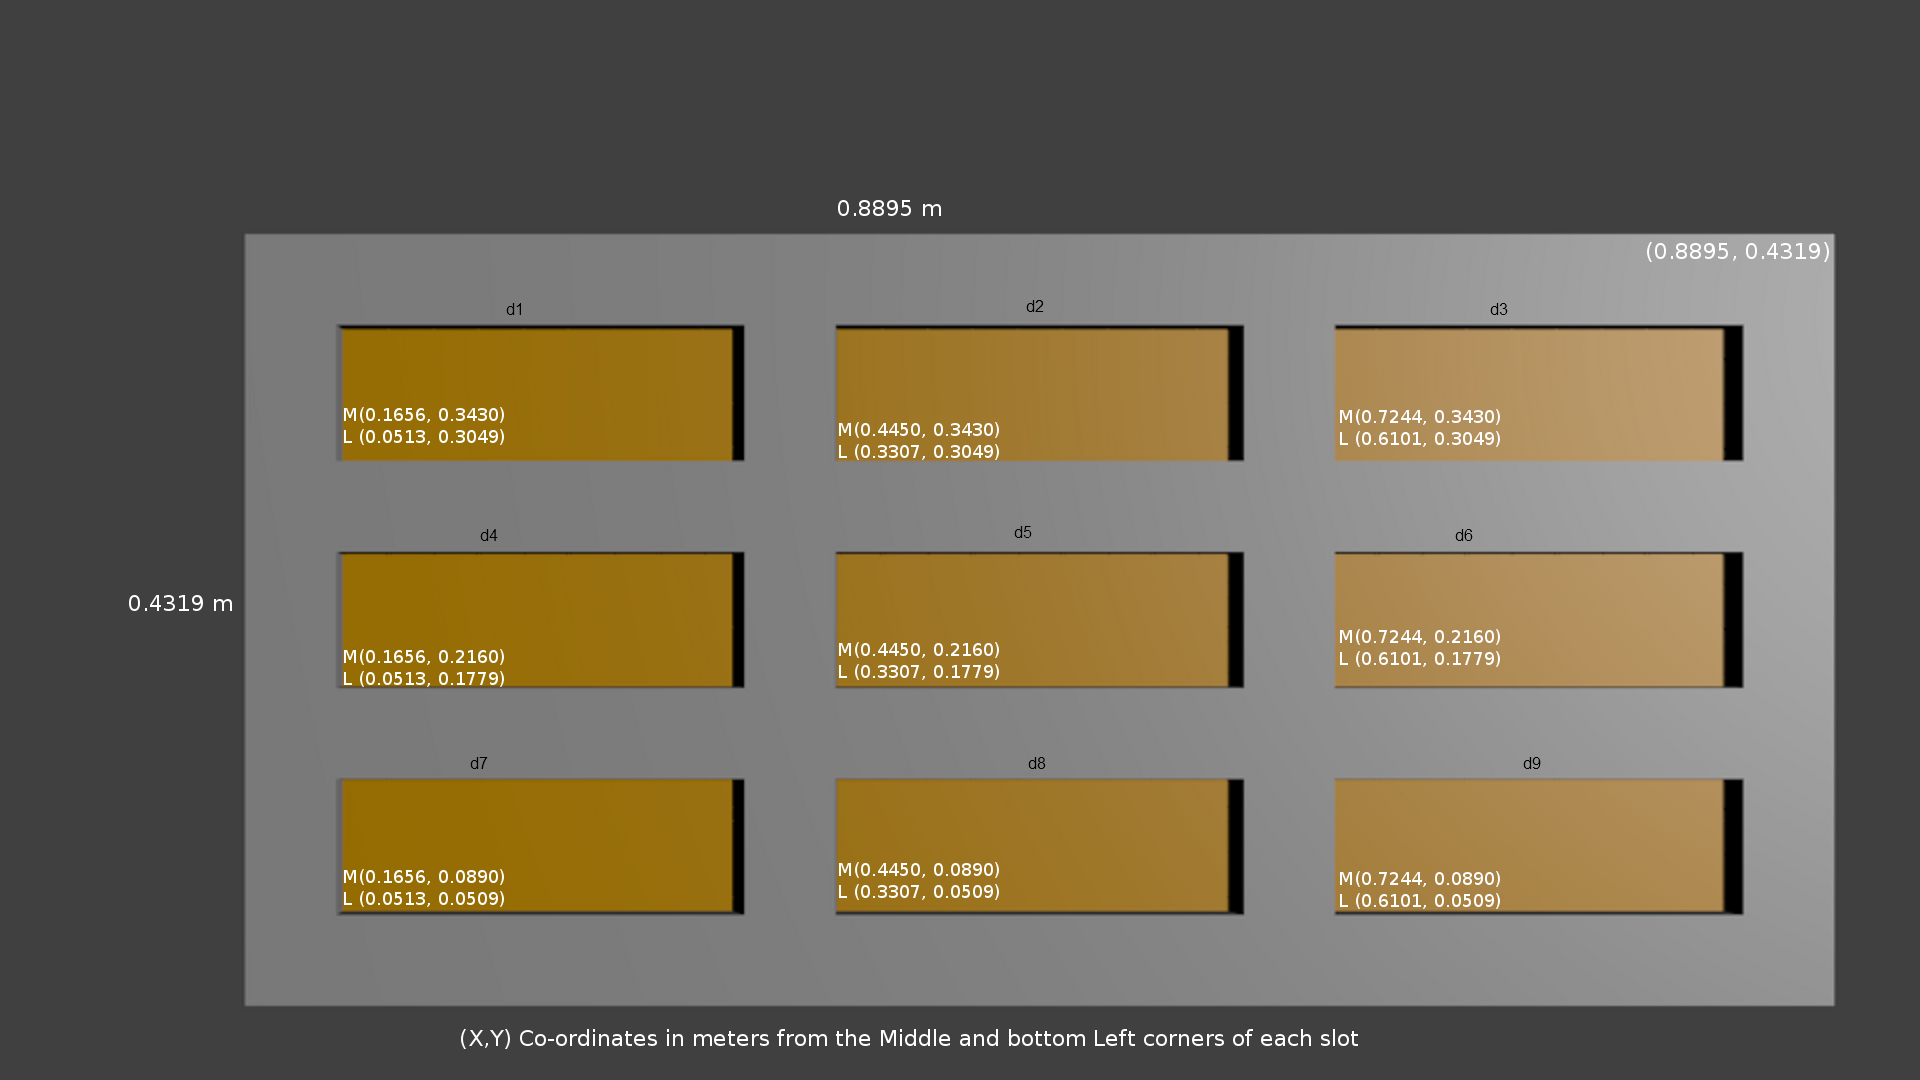 0.8895 m
(0.8895, 0.4319)
d1
d2
d3
M(0.1656, 0.3430)
L (0.0513, 0.3049)
M(0.4450, 0.3430)
L (0.3307, 0.3049)
M(0.7244, 0.3430)
L (0.6101, 0.3049)
d4
d5
d6
0.4319 m
M(0.1656, 0.2160)
L (0.0513, 0.1779)
M(0.4450, 0.2160)
L (0.3307, 0.1779)
M(0.7244, 0.2160)
L (0.6101, 0.1779)
d7
d8
d9
M(0.1656, 0.0890)
L (0.0513, 0.0509)
M(0.4450, 0.0890)
L (0.3307, 0.0509)
M(0.7244, 0.0890)
L (0.6101, 0.0509)
(X,Y) Co-ordinates in meters from the Middle and bottom Left corners of each slot